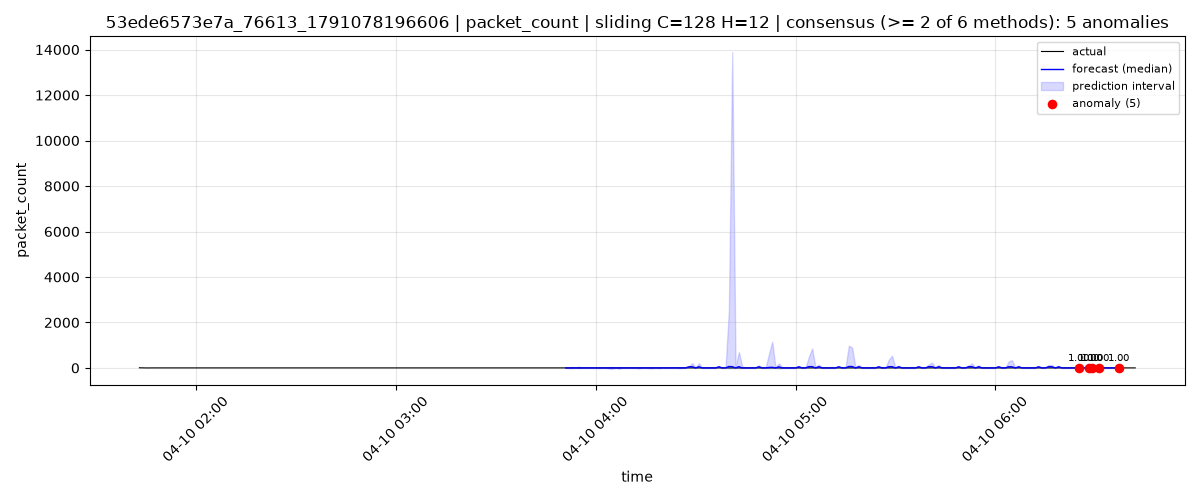 53ede6573e7a_76613_1791078196606 | packet_count | sliding C=128 H=12 | consensus (>= 2 of 6 methods): 5 anomalies
actual
forecast (median)
prediction interval
anomaly (5)
14000
12000
10000
8000
6000
4000
2000
0
packet_count
1.00
1.00
04-10 02:00
04-10 03:00
04-10 04:00
04-10 05:00
04-10 06:00
time